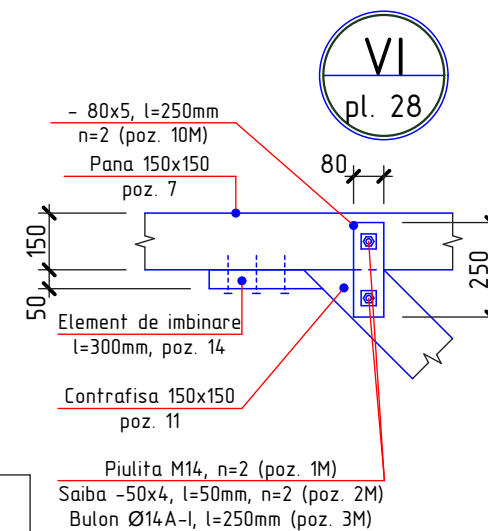 VI
pl. 28
- 80x5, l=250mm
n=2 (poz. 10M)
Pana 150x150
poz. 7
80
150
50
250
Element de imbinare
l=300mm, poz. 14
Contrafisa 150x150
poz. 11
Piulita M14, n=2 (poz. 1M)
Saiba -50x4, l=50mm, n=2 (poz. 2M)
Bulon Ø14A-I, l=250mm (poz. 3M)